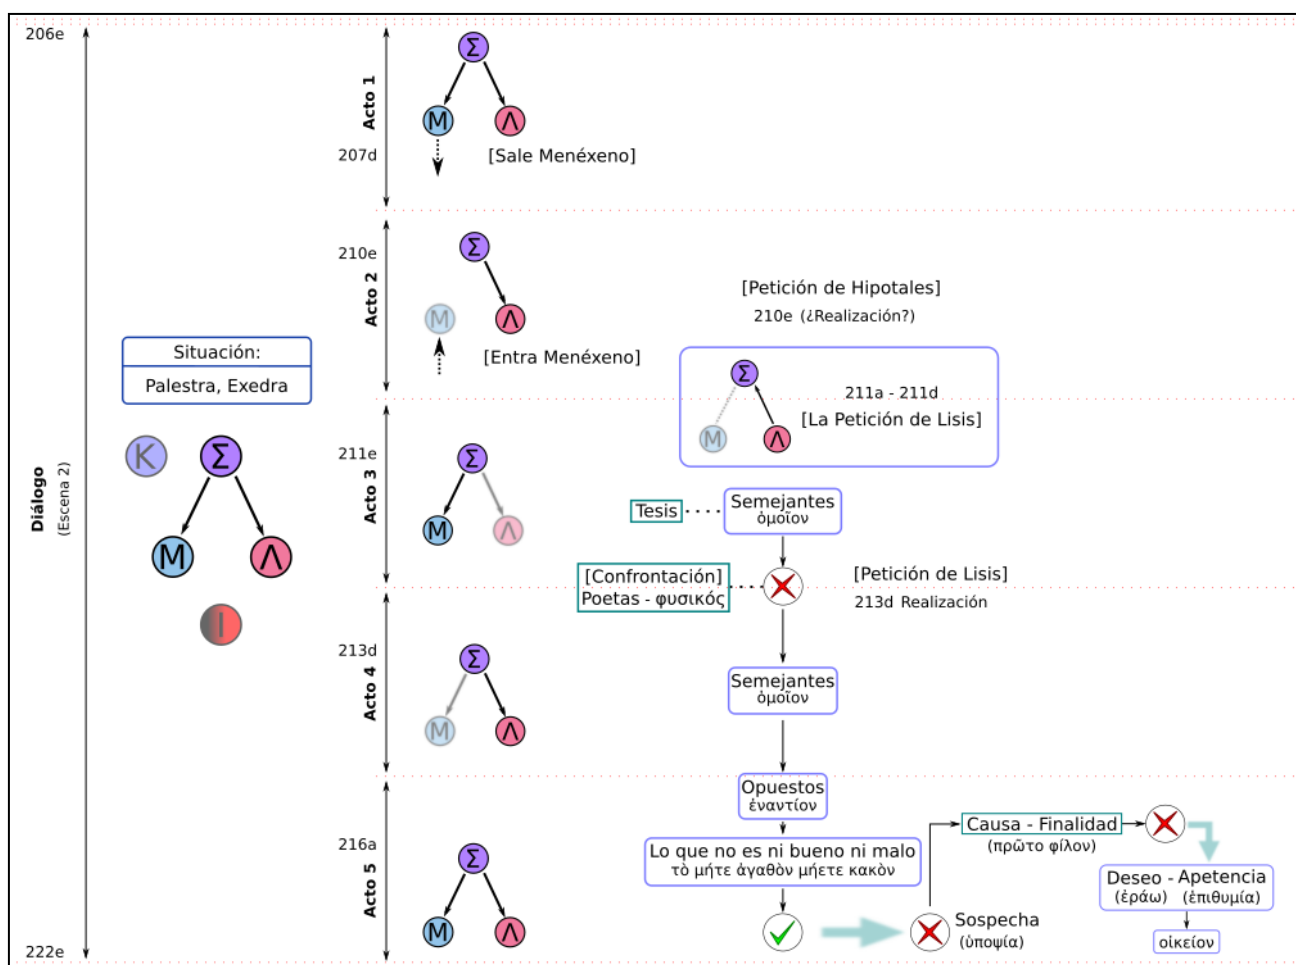 206e
Diálogo
(Escena 2)
222e
Situación:
Palestra, Exedra
K
Σ
M
Λ
I
Acto 1
207d
Σ
M
Λ
[Sale Menéxeno]
210e
Acto 2
Σ
M
Λ
[Entra Menéxeno]
[Petición de Hipotales]
210e (¿Realización?)
Σ
M
Λ
211a - 211d
[La Petición de Lisis]
211e
Acto 3
Σ
M
Λ
Tesis
Semejantes
ὁμοῖον
[Confrontación]
Poetas - φυσικός
[Petición de Lisis]
213d Realización
213d
Acto 4
Σ
M
Λ
Semejantes
ὁμοῖον
216a
Acto 5
Σ
M
Λ
Opuestos
ἐναντίον
Lo que no es ni bueno ni malo
τὸ μήτε ἀγαθὸν μήετε κακὸν
Sospecha
(ὑποψία)
Causa - Finalidad
(πρῶτο φίλον)
Deseo - Apetencia
(ἐράω) (ἐπιθυμία)
οἰκείον